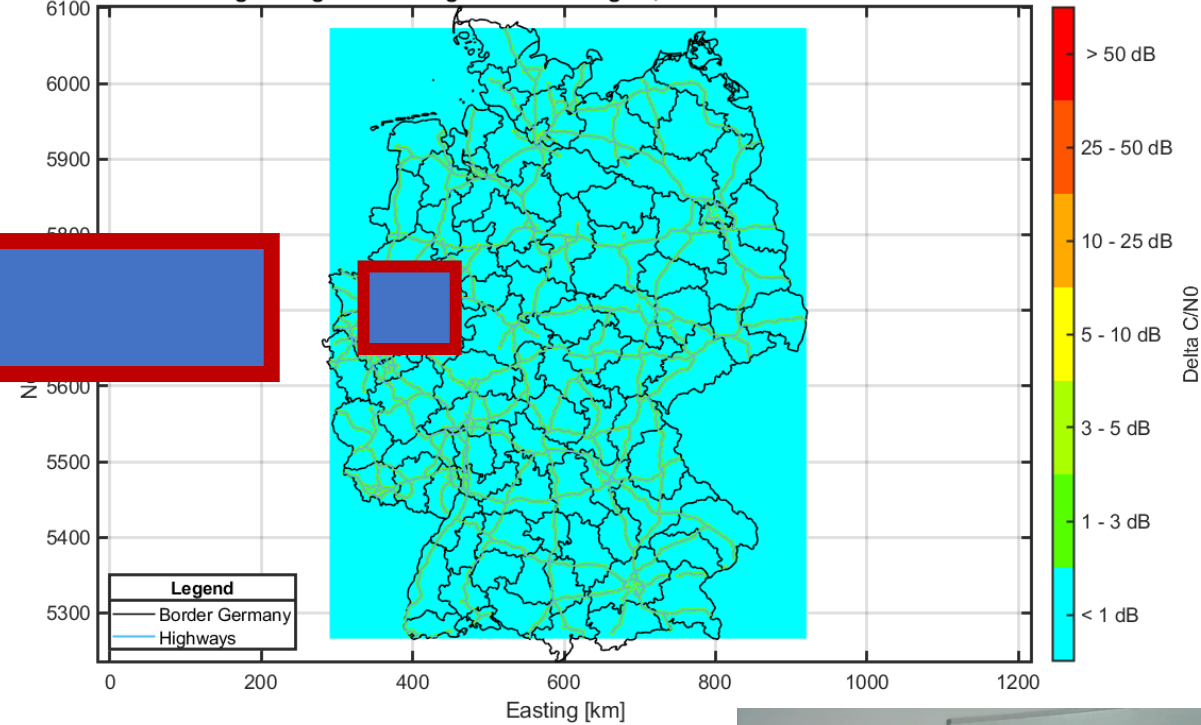 6100
6000
5900
5800
5600
5500
5400
5300
0
200
400
600
800
1000
1200
Easting [km]
Legend
Border Germany
Highways
> 50 dB
25 - 50 dB
10 - 25 dB
5 - 10 dB
3 - 5 dB
1 - 3 dB
< 1 dB
Delta C/N0